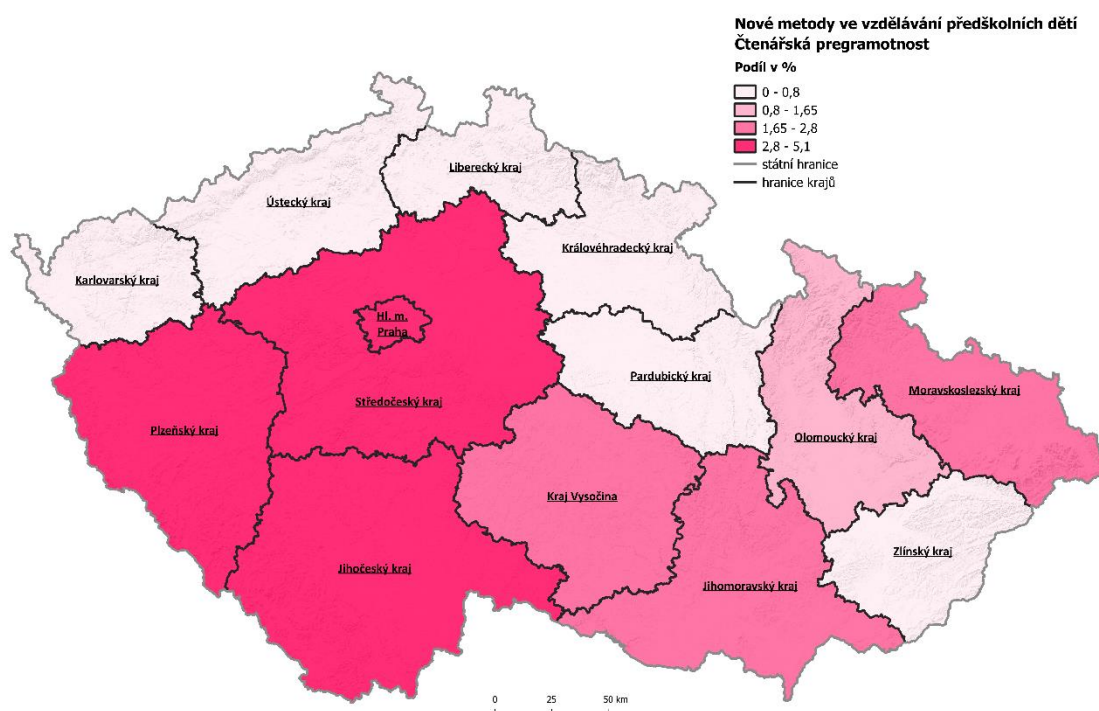 Nové metody ve vzdělávání předškolních dětí
Čtenářská pregramotnost
Podíl v %
0 - 0,8
0,8 - 1,65
1,65 - 2,8
2,8 - 5,1
státní hranice
hranice krajů
Liberecký kraj
Ústecký kraj
Královéhradecký kraj
Karlovarský kraj
Hl. m.
Praha
Pardubický kraj
Moravskoslezský kraj
Středočeský kraj
Plzeňský kraj
Olomoucký kraj
Kraj Vysočina
Zlínský kraj
Jihočeský kraj
Jihomoravský kraj
0 25 50 km